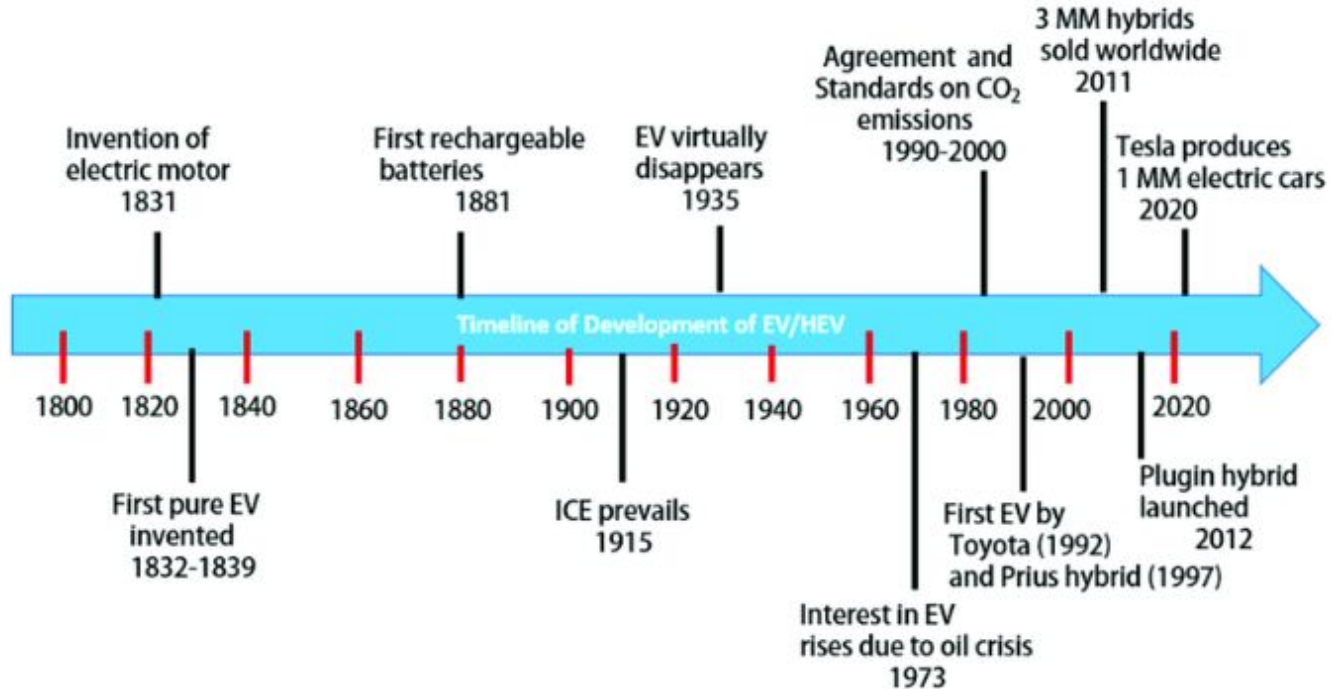 3 MM hybrids
sold worldwide
2011
Agreement and
Standards on CO₂
emissions
1990-2000
Invention of
electric motor
1831
First rechargeable
batteries
1881
EV virtually
disappears
1935
Tesla produces
1 MM electric cars
2020
Timeline of Development of EV/HEV
1800 1820 1840 1860 1880 1900 1920 1940 1960 1980 2000 2020
First pure EV
invented
1832-1839
ICE prevails
1915
Interest in EV
rises due to oil crisis
1973
First EV by
Toyota (1992)
and Prius hybrid (1997)
Plugin hybrid
launched
2012